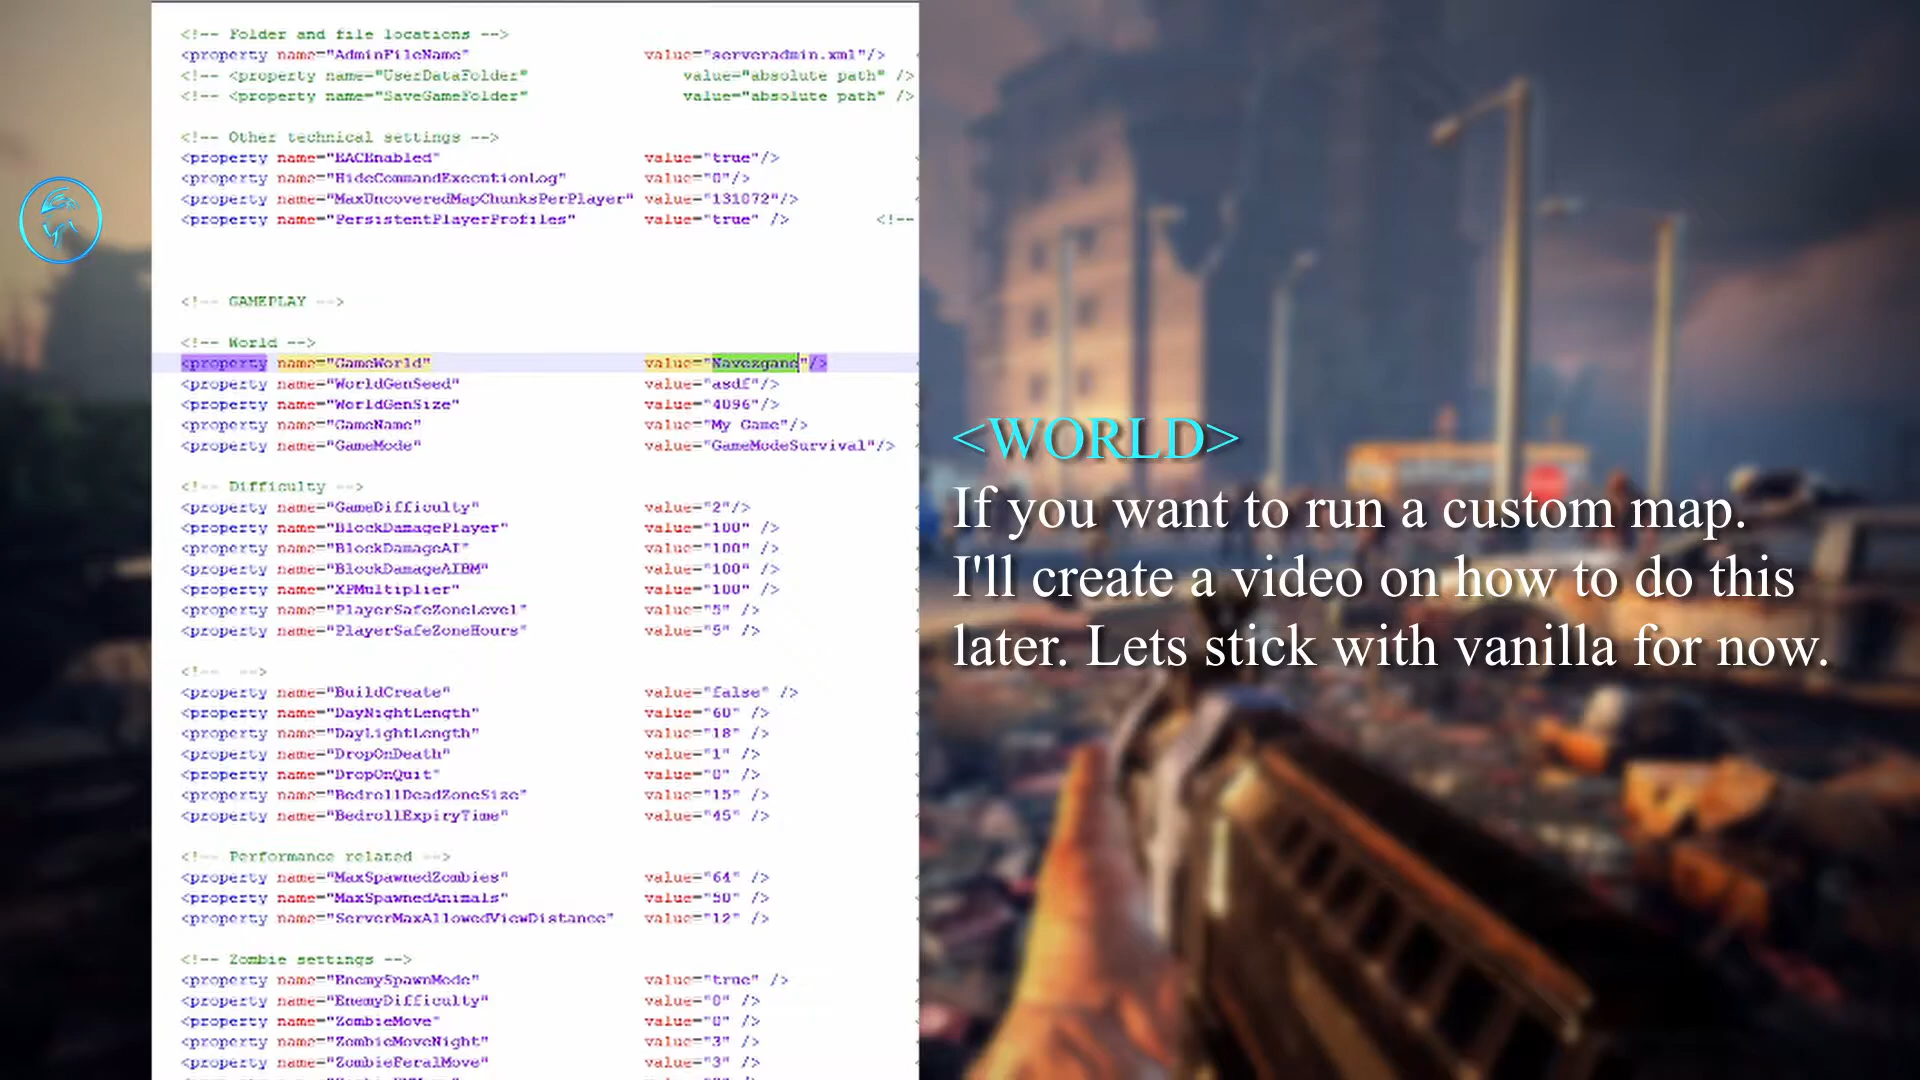 <!-- Folder and file locations -->
<property name="AdminFileName" value="serveradmin.xml"/>
<!-- <property name="UserDataFolder" value="absolute path" />
<!-- <property name="SaveGameFolder" value="absolute path" />
<!-- Other technical settings -->
<property name="EACEnabled" value="true"/>
<property name="HideCommandExecutionLog" value="0"/>
<property name="MaxUncoveredMapChunksPerPlayer" value="131072"/>
<property name="PersistentPlayerProfiles" value="true" /> <!--
<!-- GAMEPLAY -->
<!-- World -->
<property name="GameWorld" value="Navezgane"/>
<property name="WorldGenSeed" value="asdf"/>
<property name="WorldGenSize" value="4096"/>
<property name="GameName" value="My Game"/>
<property name="GameMode" value="GameModeSurvival"/>
<!-- Difficulty -->
<property name="GameDifficulty" value="2"/>
<property name="BlockDamagePlayer" value="100" />
<property name="BlockDamageAI" value="100" />
<property name="BlockDamageAIBM" value="100" />
<property name="XPMultiplier" value="100" />
<property name="PlayerSafeZoneLevel" value="5" />
<property name="PlayerSafeZoneHours" value="5" />
<!-- -->
<property name="BuildCreate" value="false" />
<property name="DayNightLength" value="60" />
<property name="DayLightLength" value="18" />
<property name="DropOnDeath" value="1" />
<property name="DropOnQuit" value="0" />
<property name="BedrollDeadZoneSize" value="15" />
<property name="BedrollExpiryTime" value="45" />
<!-- Performance related -->
<property name="MaxSpawnedZombies" value="64" />
<property name="MaxSpawnedAnimals" value="50" />
<property name="ServerMaxAllowedViewDistance" value="12" />
<!-- Zombie settings -->
<property name="EnemySpawnMode" value="true" />
<property name="EnemyDifficulty" value="0" />
<property name="ZombieMove" value="0" />
<property name="ZombieMoveNight" value="3" />
<property name="ZombieFeralMove" value="3" />
<WORLD>
If you want to run a custom map.
I'll create a video on how to do this
later. Lets stick with vanilla for now.